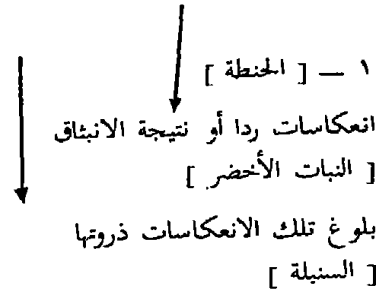 ١ — [ الحنطة ]
انعكاسات ردا أو نتيجة الانبثاق
[ النبات الأخضر ]
بلوغ تلك الانعكاسات ذروتها
[ السنبلة ]